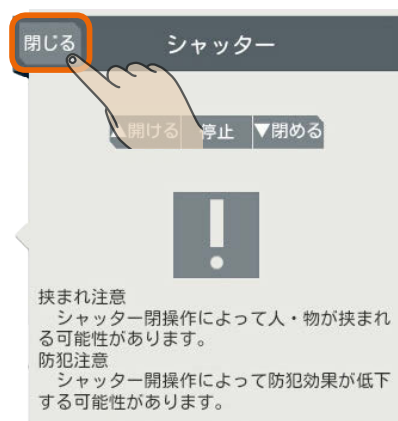 閉じる
シャッター
▲開ける 停止 ▼閉める
挟まれ注意
　シャッター閉操作によって人・物が挟まれ
る可能性があります。
防犯注意
　シャッター開操作によって防犯効果が低下
する可能性があります。